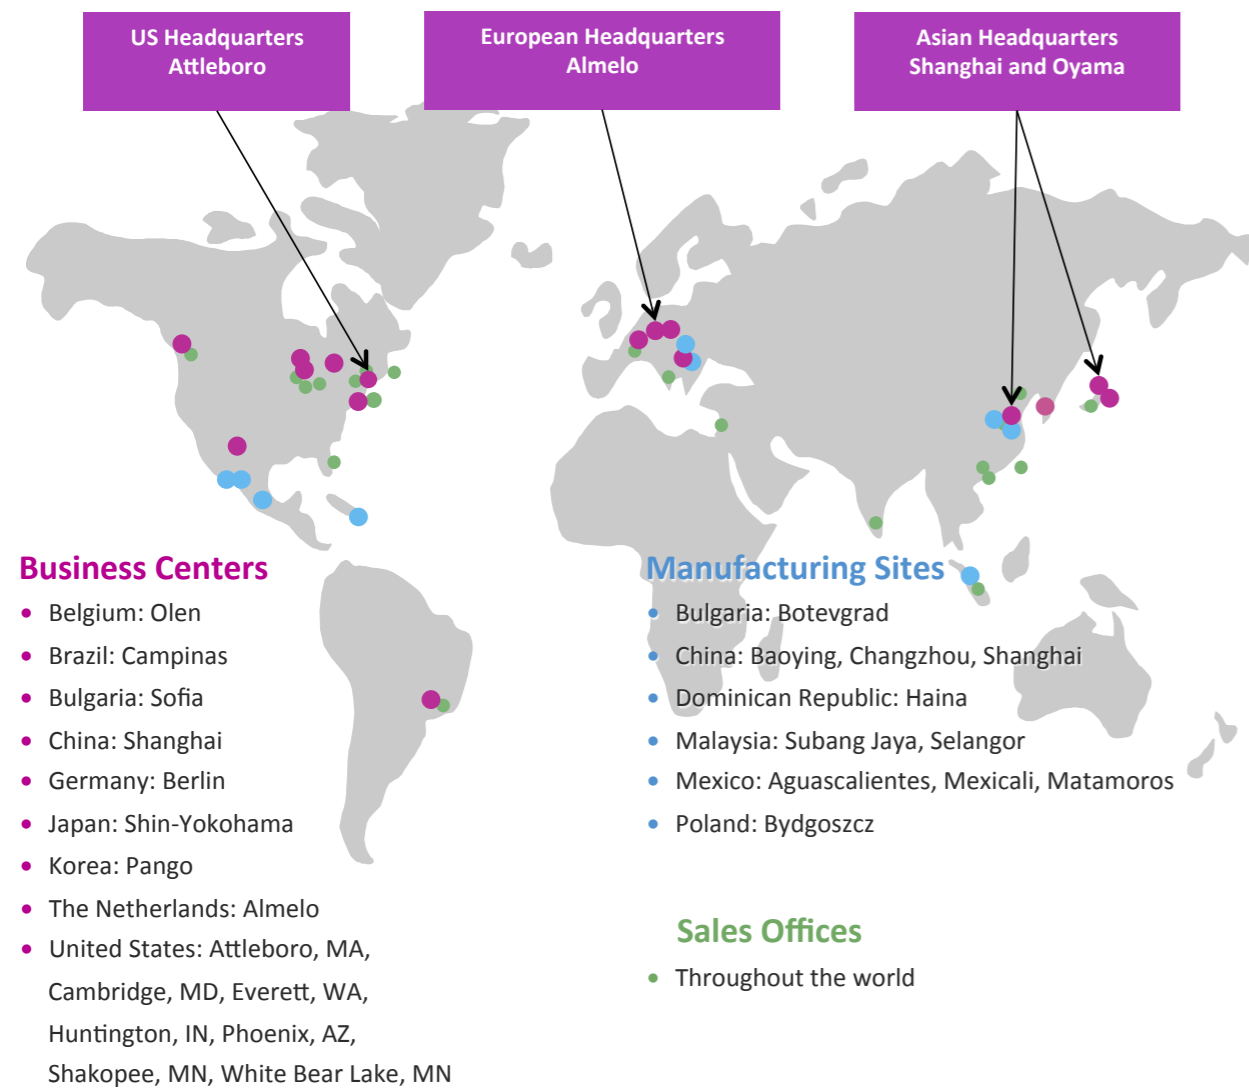 US Headquarters
Attleboro
European Headquarters
Almelo
Asian Headquarters
Shanghai and Oyama
Business Centers
• Belgium: Olen
• Brazil: Campinas
• Bulgaria: Sofia
• China: Shanghai
• Germany: Berlin
• Japan: Shin-Yokohama
• Korea: Pango
• The Netherlands: Almelo
• United States: Attleboro, MA,
Cambridge, MD, Everett, WA,
Huntington, IN, Phoenix, AZ,
Shakopee, MN, White Bear Lake, MN
Manufacturing Sites
• Bulgaria: Botevgrad
• China: Baoying, Changzhou, Shanghai
• Dominican Republic: Haina
• Malaysia: Subang Jaya, Selangor
• Mexico: Aguascalientes, Mexicali, Matamoros
• Poland: Bydgoszcz
Sales Offices
• Throughout the world